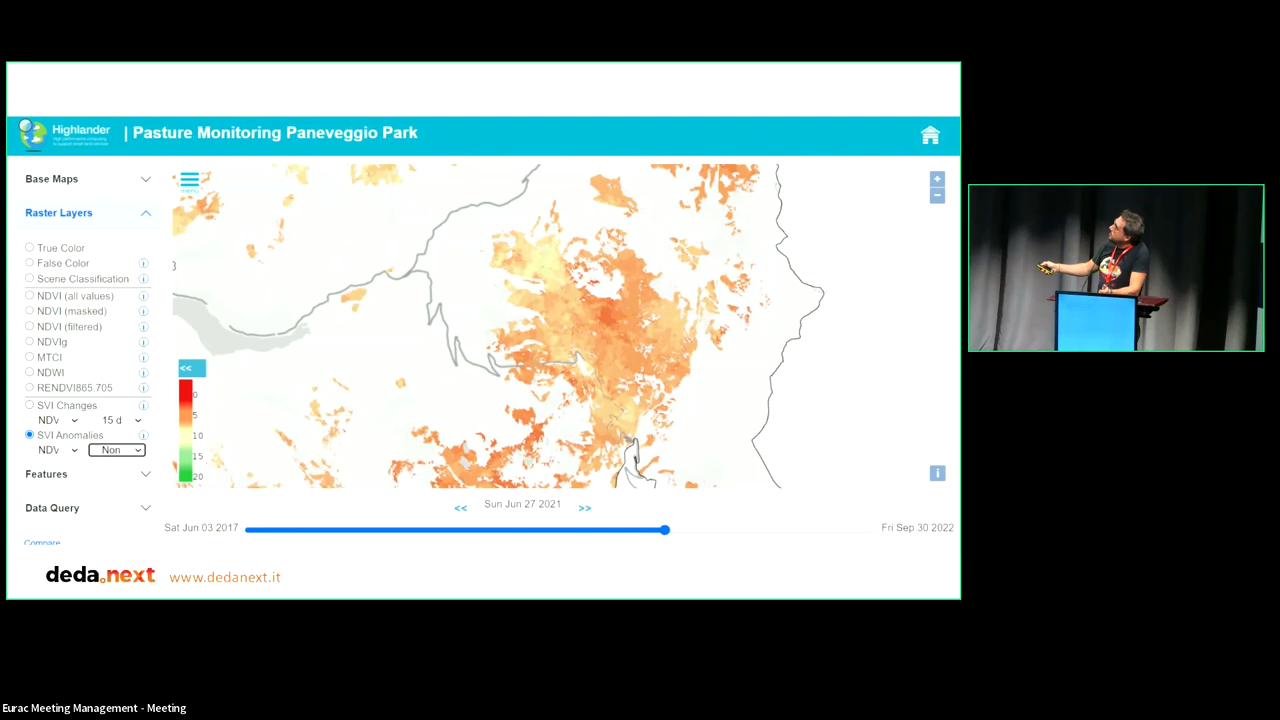 Highlander
| Pasture Monitoring Paneveggio Park
Base Maps
Raster Layers
True Color
False Color
Scene Classification
NDVI (all values)
NDVI (masked)
NDVI (filtered)
NDVIg
MTCI
NDWI
RENDVI865.705
SVI Changes
NDV 15 d
SVI Anomalies
NDV Non
Features
Data Query
Compare
menu
<<
0
5
10
15
20
+
-
i
<< Sun Jun 27 2021 >>
Sat Jun 03 2017
Fri Sep 30 2022
deda.next www.dedanext.it
Eurac Meeting Management - Meeting